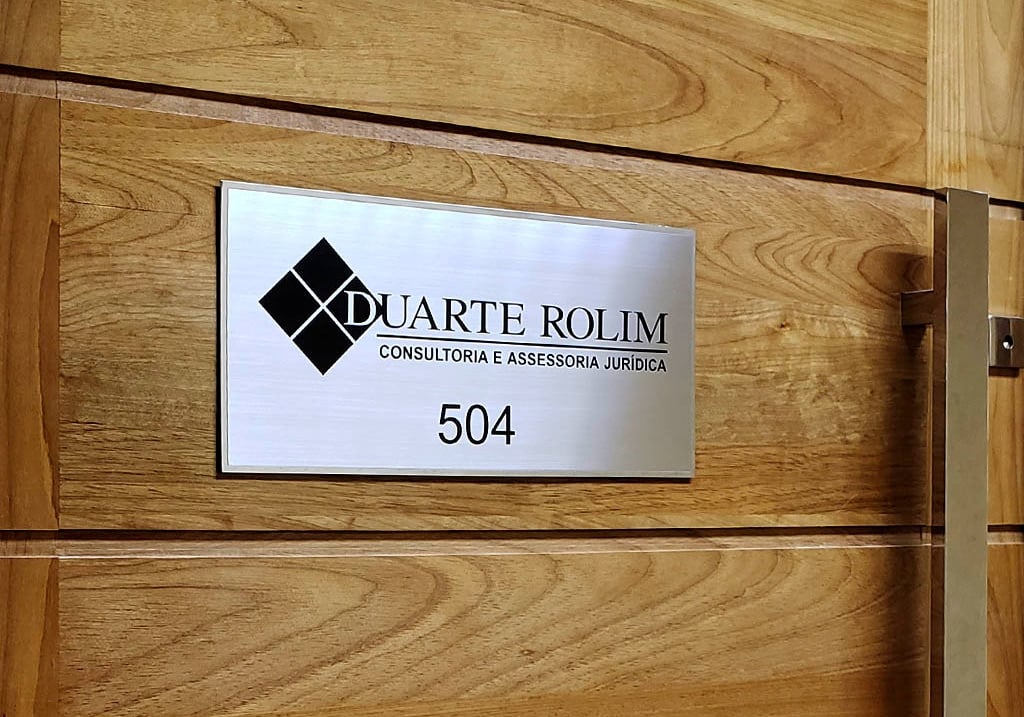 DUARTE ROLIM
CONSULTORIA E ASSESSORIA JURÍDICA
504